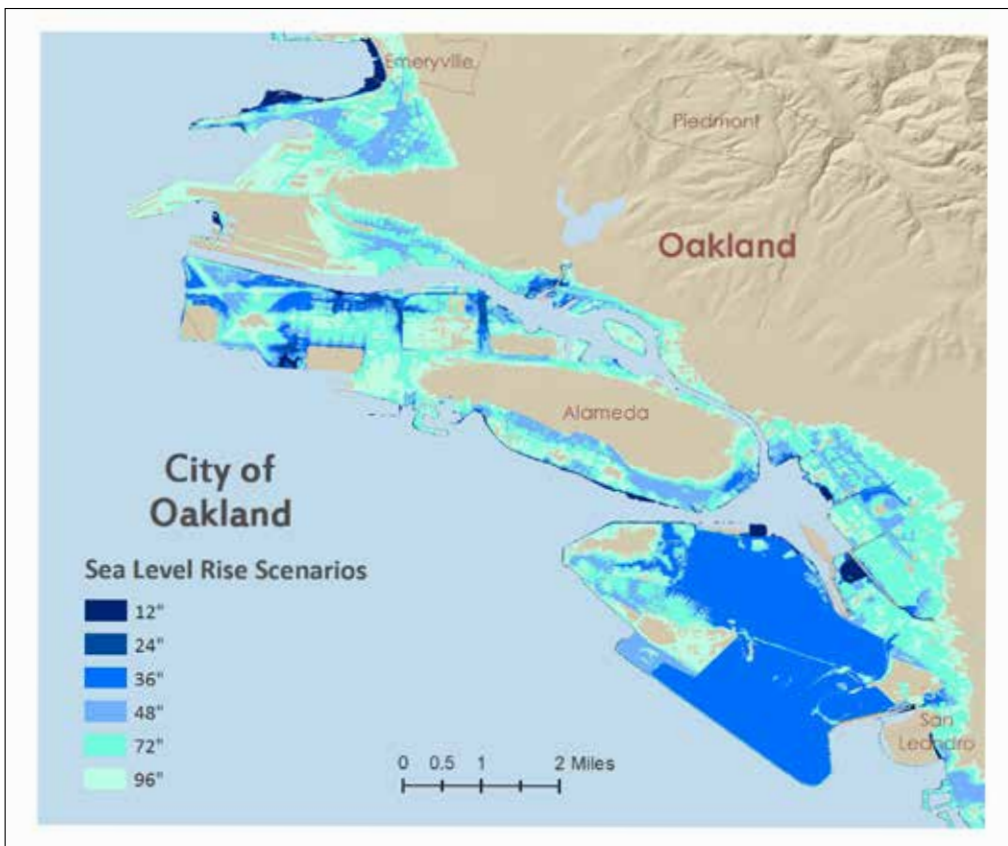 Emeryville
Piedmont
Oakland
Alameda
City of
Oakland
Sea Level Rise Scenarios
12"
24"
36"
48"
72"
96"
0 0.5 1 2 Miles
San
Leandro